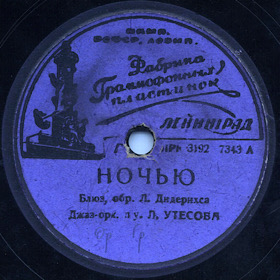 Фабрика
Граммофонных
пластинок
ЛЕНИНГРАД
3192 7343 А
НОЧЬЮ
Блюз, обр. Л. Дидерихса
Джаз-орк. п/у. Л. УТЕСОВА